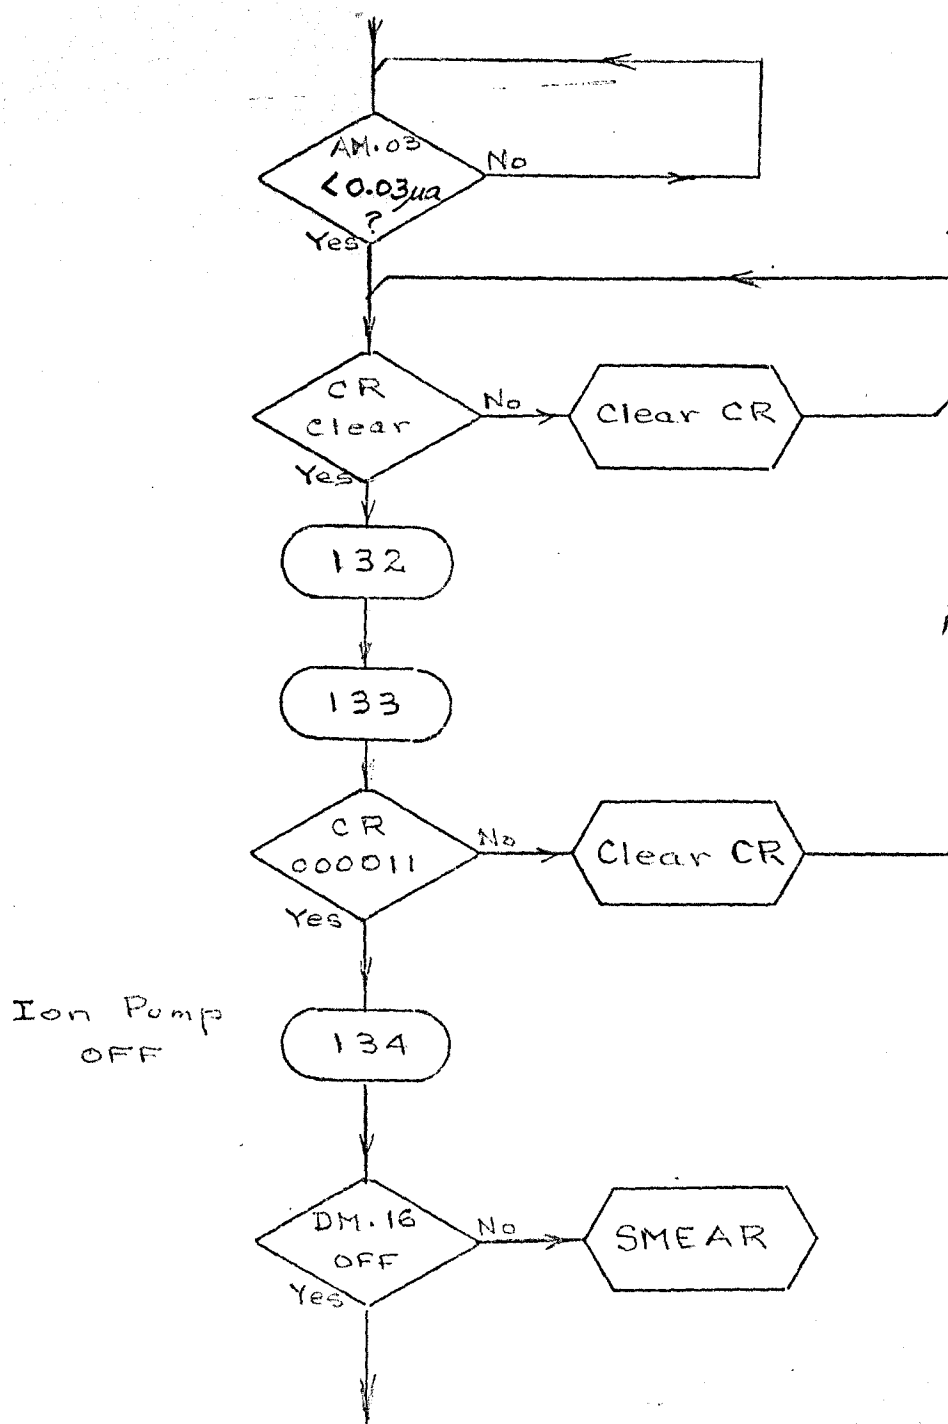 AM.03
<0.03µa
?
No
Yes
CR
Clear
No
Clear CR
Yes
132
133
CR
000011
No
Clear CR
Yes
Ion Pump
OFF
134
DM.16
OFF
No
SMEAR
Yes